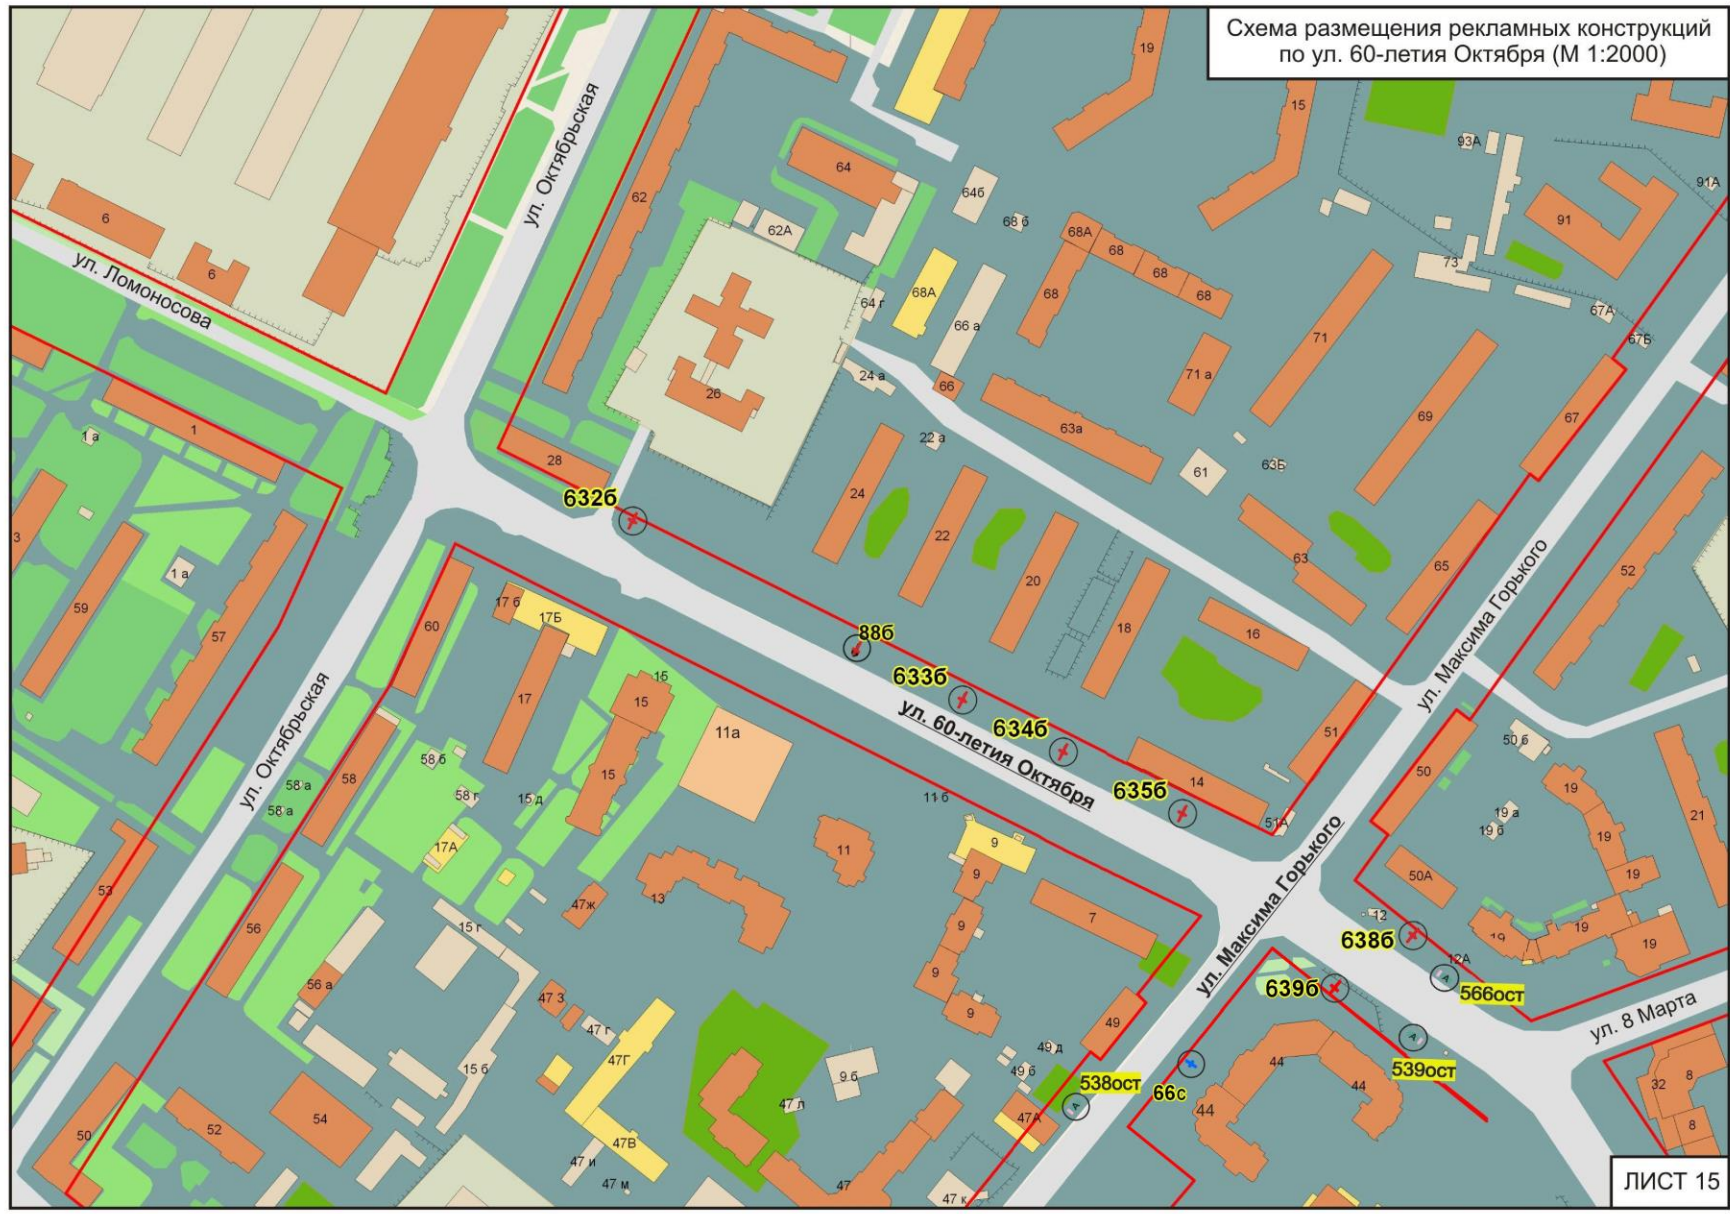 Схема размещения рекламных конструкций
по ул. 60-летия Октября (М 1:2000)
19
15
93А
91А
91
64
62
62А
64б
68 б
68А
68
68
68
68
73
67А
67Б
ул. Октябрьская
6
6
ул. Ломоносова
68А
64 г
66 а
71
71 а
24 а
66
26
69
67
63а
22 а
61
63Б
1
1 а
28
24
22
20
18
16
63
65
52
632б
3
1 а
59
57
60
17 б
17Б
17
15
15
15
88б
633б
634б
635б
ул. 60-летия Октября
ул. Максима Горького
11а
11 б
14
51
51А
50
50 б
19
19 а
19 б
19
19
21
50А
ул. Октябрьская
58
58 а
58 а
58 б
58 г
15 д
17А
53
56
56 а
13
11
9
9
9
9
9
7
47ж
15 г
47 З
47 г
47Г
15 б
ул. Максима Горького
12
638б
12А
566ост
19
19
19
639б
539ост
ул. 8 Марта
49
49 д
49 б
538ост
66с
44
44
44
32
8
8
50
52
54
47В
47 и
47 м
47 л
9 б
47А
47
47 к
ЛИСТ 15